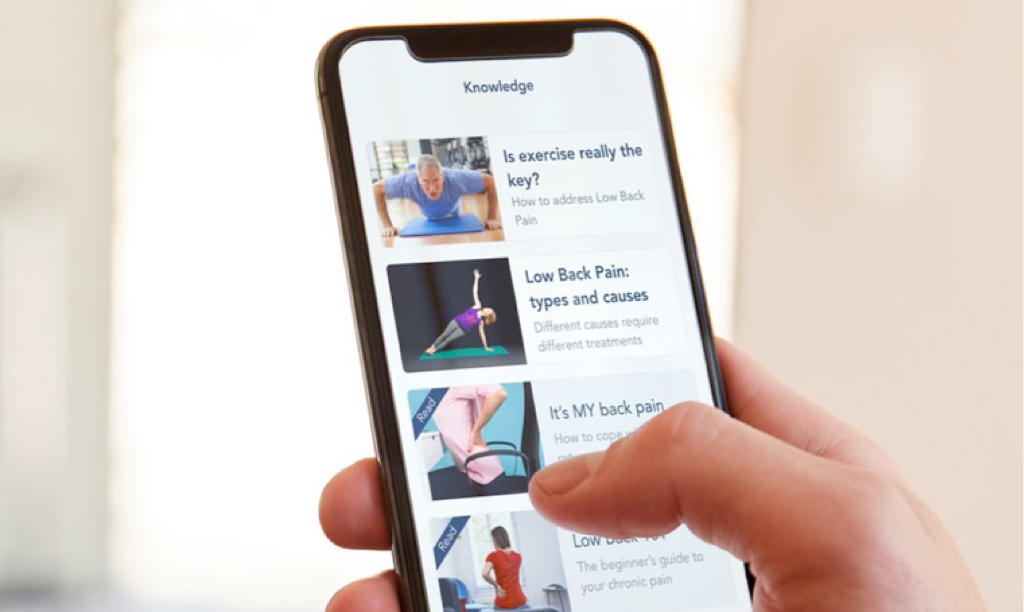 Knowledge
Is exercise really the
key?
How to address Low Back
Pain
Low Back Pain:
types and causes
Different causes require
different treatments
Read
It's MY back pain
How to cope
Read
Low Back
The beginner's guide to
your chronic pain